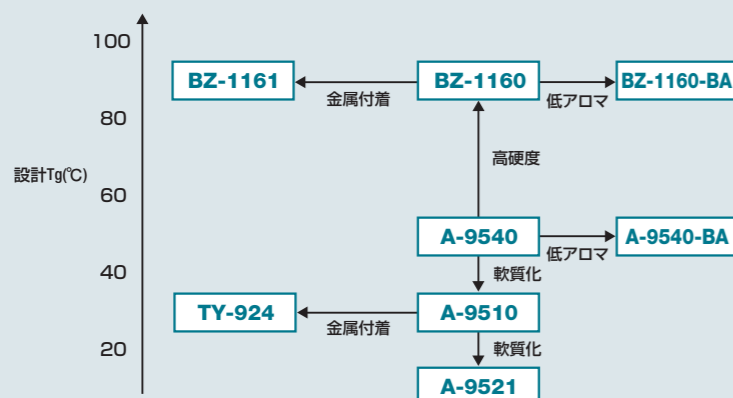 100
BZ-1161
BZ-1160
BZ-1160-BA
金属付着
低アロマ
80
高硬度
設計Tg(℃)
60
A-9540
A-9540-BA
低アロマ
40
軟質化
TY-924
A-9510
金属付着
20
軟質化
A-9521